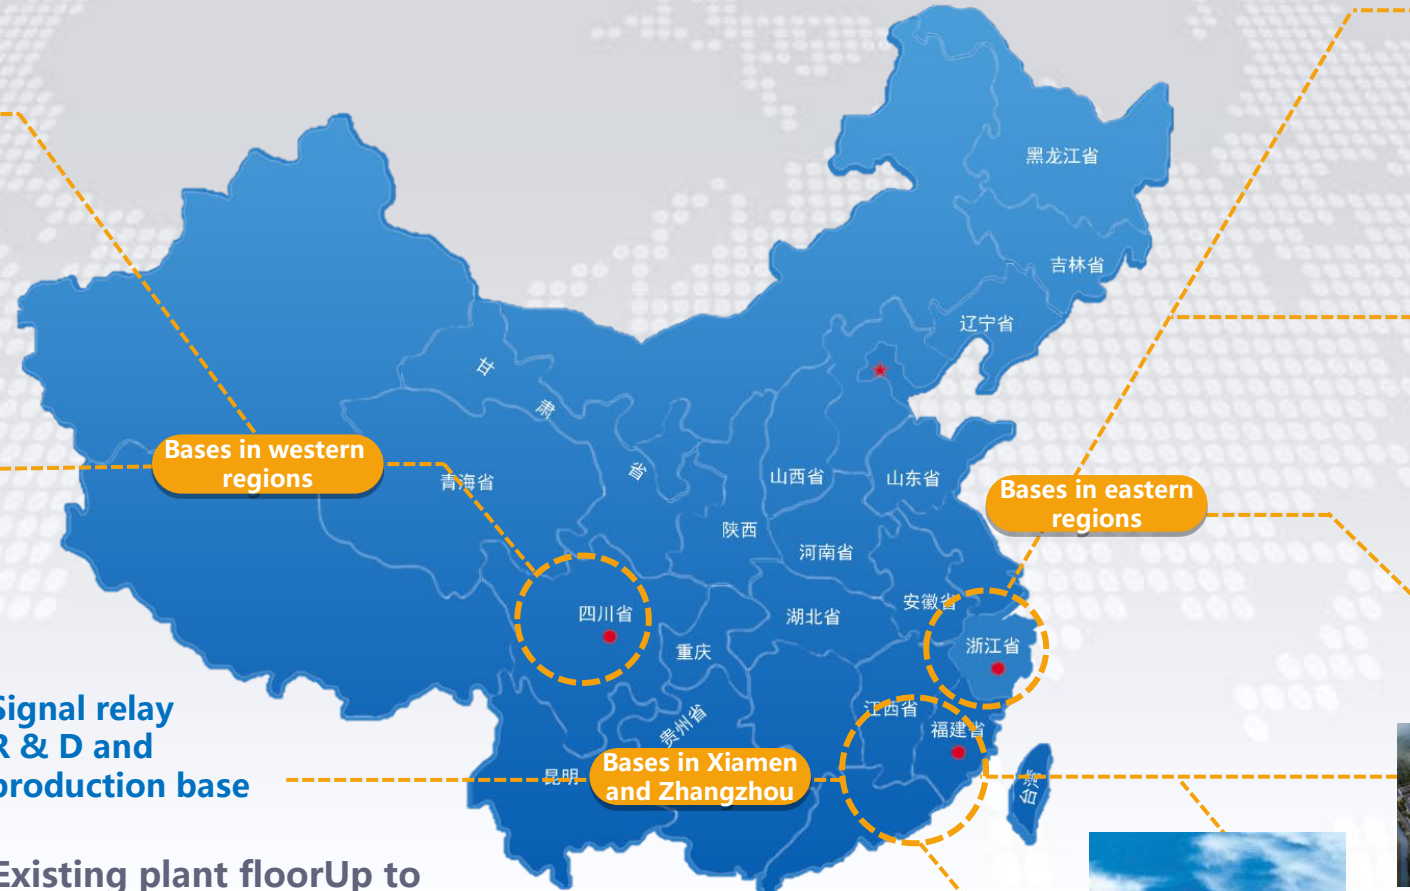 黑龙江省
吉林省
辽宁省
甘
肃
省
Bases in western
regions
青海省
山西省
山东省
Bases in eastern
regions
陕西
河南省
安徽省
四川省
湖北省
重庆
浙江省
Signal relay
R & D and
production base
江西省
贵州省
福建省
昆明
Bases in Xiamen
and Zhangzhou
台湾
Existing plant floorUp to